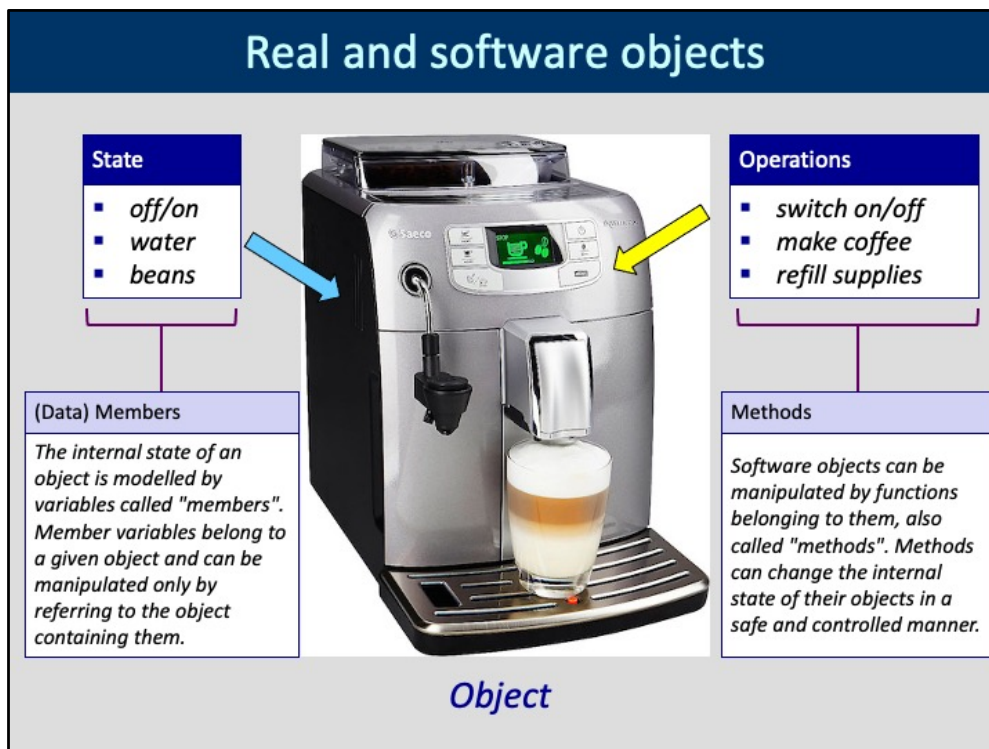 Real and software objects
State
▪ off/on
▪ water
▪ beans
Saeco
STOP
Operations
▪ switch on/off
▪ make coffee
▪ refill supplies
(Data) Members
The internal state of an
object is modelled by
variables called "members".
Member variables belong to
a given object and can be
manipulated only by
referring to the object
containing them.
Methods
Software objects can be
manipulated by functions
belonging to them, also
called "methods". Methods
can change the internal
state of their objects in a
safe and controlled manner.
Object